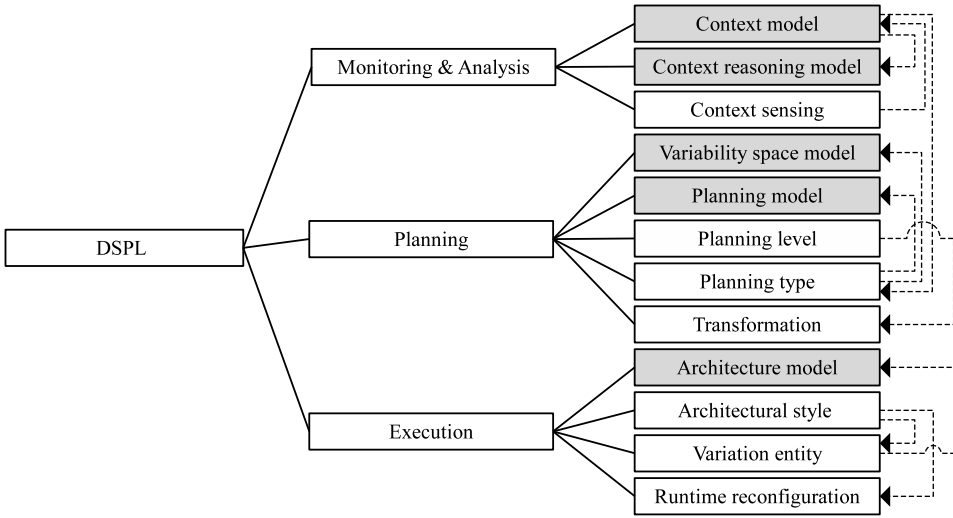 Context model
Monitoring & Analysis
Context reasoning model
Context sensing
Variability space model
Planning model
DSPL
Planning
Planning level
Planning type
Transformation
Architecture model
Architectural style
Execution
Variation entity
Runtime reconfiguration